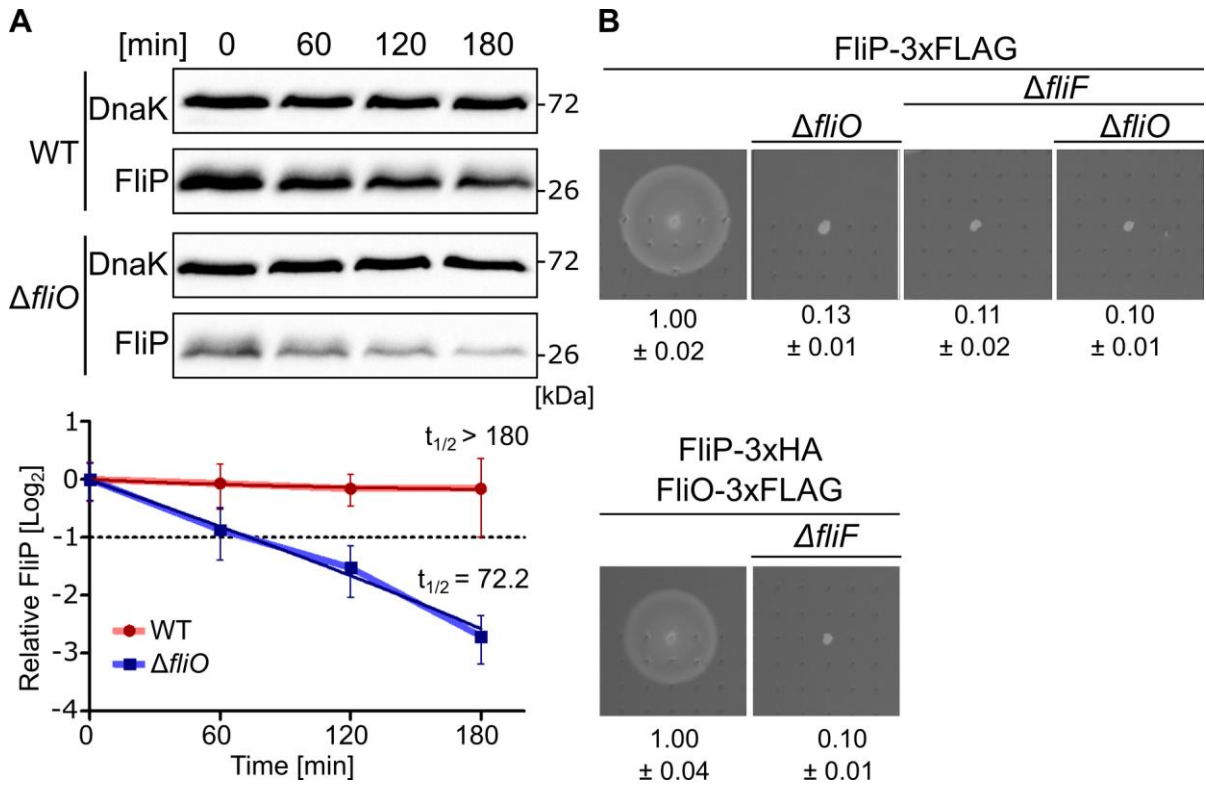 A
[min] 0 60 120 180
WT
DnaK
-72
FliP
-26
ΔfliO
DnaK
-72
FliP
-26
[kDa]
Relative FliP [Log2]
1
0
-1
-2
-3
-4
t1/2 > 180
t1/2 = 72.2
WT
ΔfliO
0 60 120 180
Time [min]
B
FliP-3xFLAG
ΔfliF
ΔfliO ΔfliO
1.00 0.13 0.11 0.10
± 0.02 ± 0.01 ± 0.02 ± 0.01
FliP-3xHA
FliO-3xFLAG
ΔfliF
1.00 0.10
± 0.04 ± 0.01